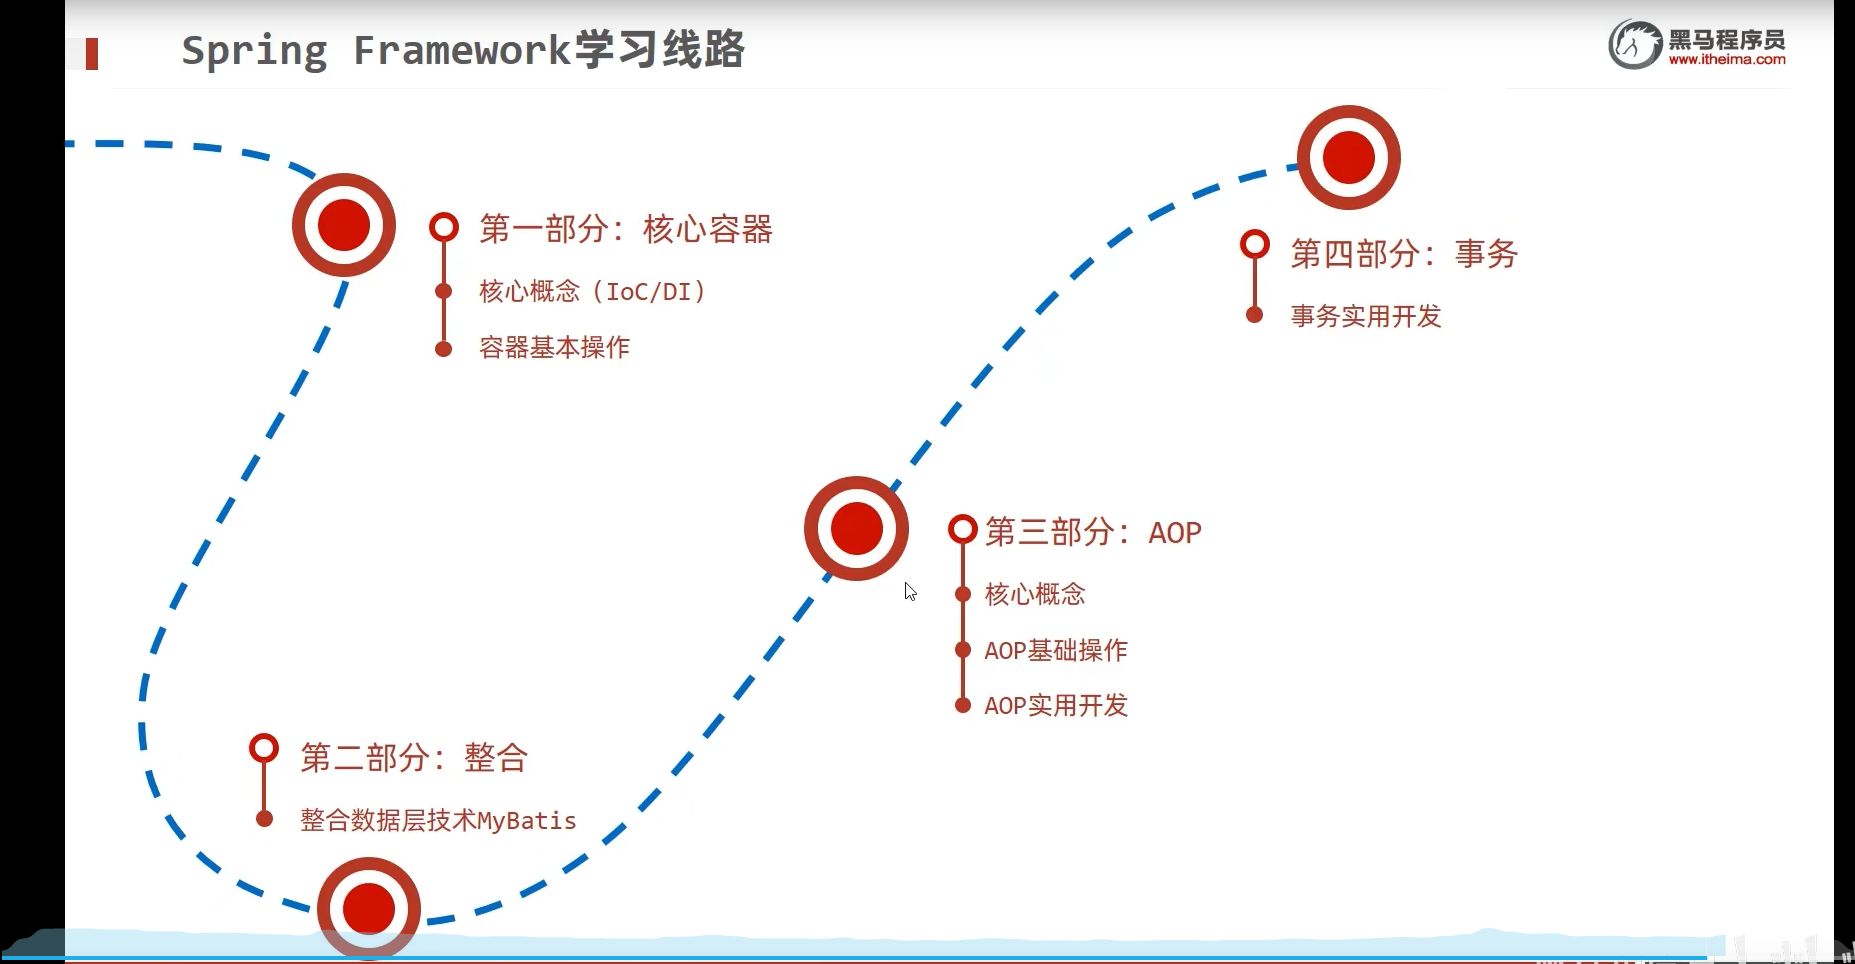 Spring Framework学习线路
黑马程序员
www.itheima.com
第一部分：核心容器
核心概念（IoC/DI）
容器基本操作
第二部分：整合
整合数据层技术MyBatis
第三部分：AOP
核心概念
AOP基础操作
AOP实用开发
第四部分：事务
事务实用开发